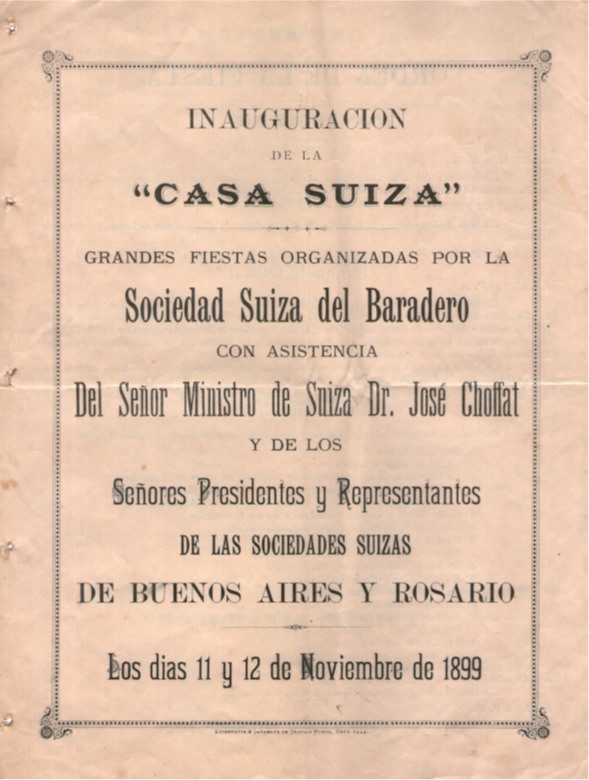 INAUGURACION
DE LA
“CASA SUIZA”
GRANDES FIESTAS ORGANIZADAS POR LA
Sociedad Suiza del Baradero
CON ASISTENCIA
Del Señor Ministro de Suiza Dr. José Choffat
Y DE LOS
Señores Presidentes y Representantes
DE LAS SOCIEDADES SUIZAS
DE BUENOS AIRES Y ROSARIO
Los dias 11 y 12 de Noviembre de 1899